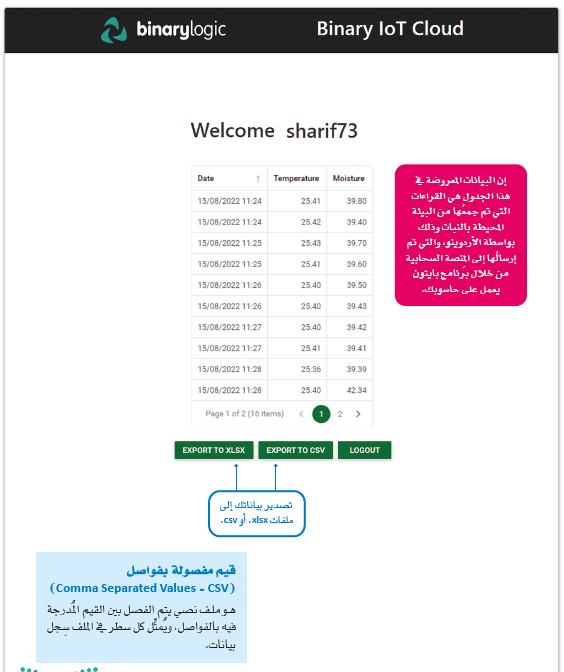 binarylogic Binary IoT Cloud
Welcome sharif73
Date ↑ Temperature Moisture
15/08/2022 11:24 25.41 39.80
15/08/2022 11:24 25.42 39.40
15/08/2022 11:25 25.43 39.70
15/08/2022 11:25 25.41 39.60
15/08/2022 11:26 25.40 39.50
15/08/2022 11:26 25.40 39.43
15/08/2022 11:27 25.40 39.42
15/08/2022 11:27 25.41 39.41
15/08/2022 11:28 25.36 39.39
15/08/2022 11:28 25.40 42.34
Page 1 of 2 (16 items) < 1 2 >
EXPORT TO XLSX EXPORT TO CSV LOGOUT
إن البيانات المعروضة في
هذا الجدول هي القراءات
التي تم جمعُها من البيئة
المحيطة بالنبات وذلك
بواسطة الأردوينو، والتي تم
إرسالُها إلى المنصة السحابية
من خلال برنامج بايثون
يعمل على حاسوبك.
تصدير بياناتك إلى
ملفات xlsx. أو csv.
قيم مفصولة بفواصل
(Comma Separated Values - CSV)
هو ملف نصي يتم الفصل بين القيم المُدرجة
فيه بالفواصل، ويُمثِّل كل سطر في الملف سِجل
بيانات.